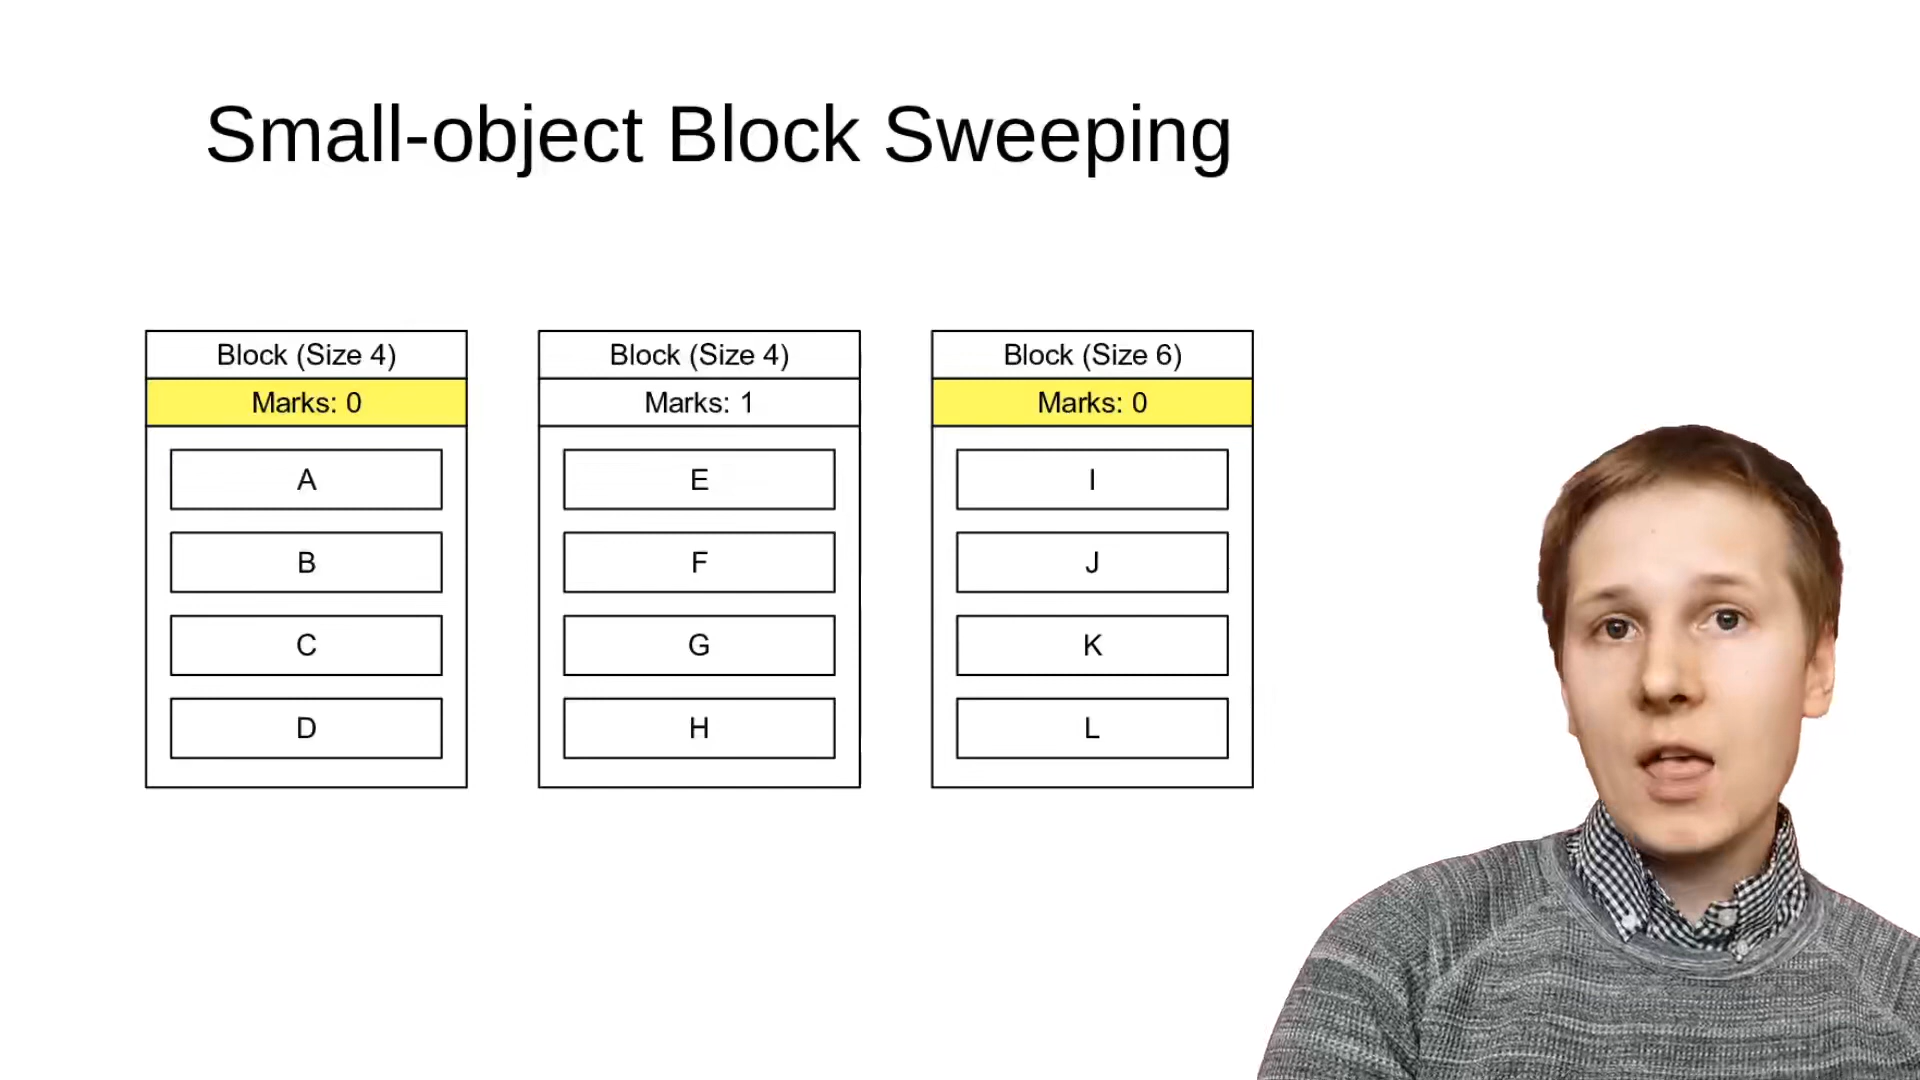 Small-object Block Sweeping
Block (Size 4)
Marks: 0
A
B
C
D
Block (Size 4)
Marks: 1
E
F
G
H
Block (Size 6)
Marks: 0
I
J
K
L